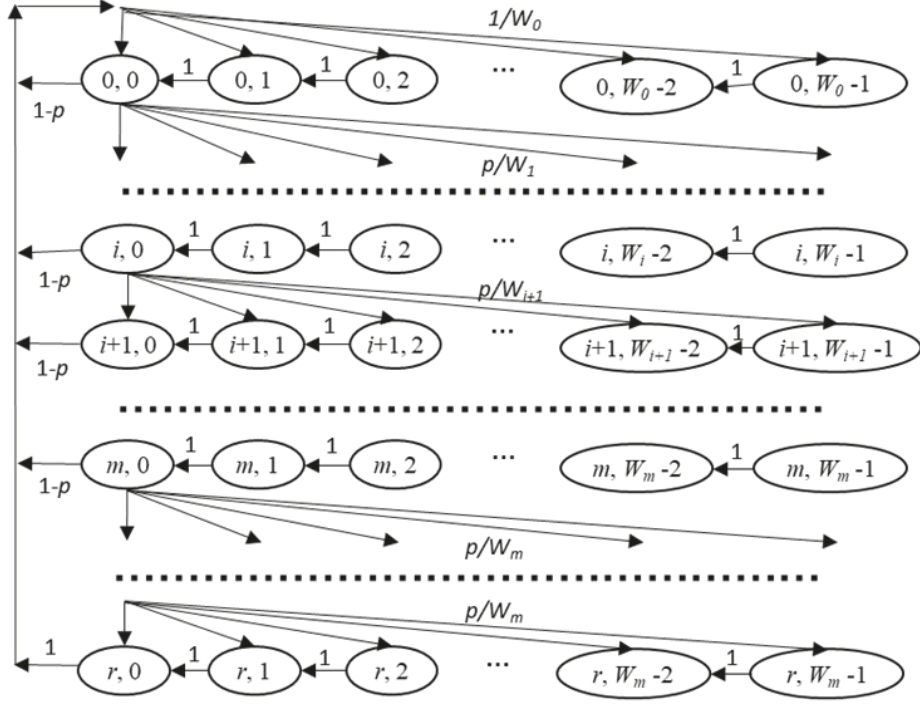 1/W₀
0, 0 1 0, 1 1 0, 2 ... 0, W₀ -2 1 0, W₀ -1
1-p
p/W₁
i, 0 1 i, 1 1 i, 2 ... i, Wᵢ -2 1 i, Wᵢ -1
1-p
p/Wᵢ₊₁
i+1, 0 1 i+1, 1 1 i+1, 2 ... i+1, Wᵢ₊₁ -2 1 i+1, Wᵢ₊₁ -1
1-p
m, 0 1 m, 1 1 m, 2 ... m, Wₘ -2 1 m, Wₘ -1
1-p
p/Wₘ
p/Wₘ
1 r, 0 1 r, 1 1 r, 2 ... r, Wₘ -2 1 r, Wₘ -1